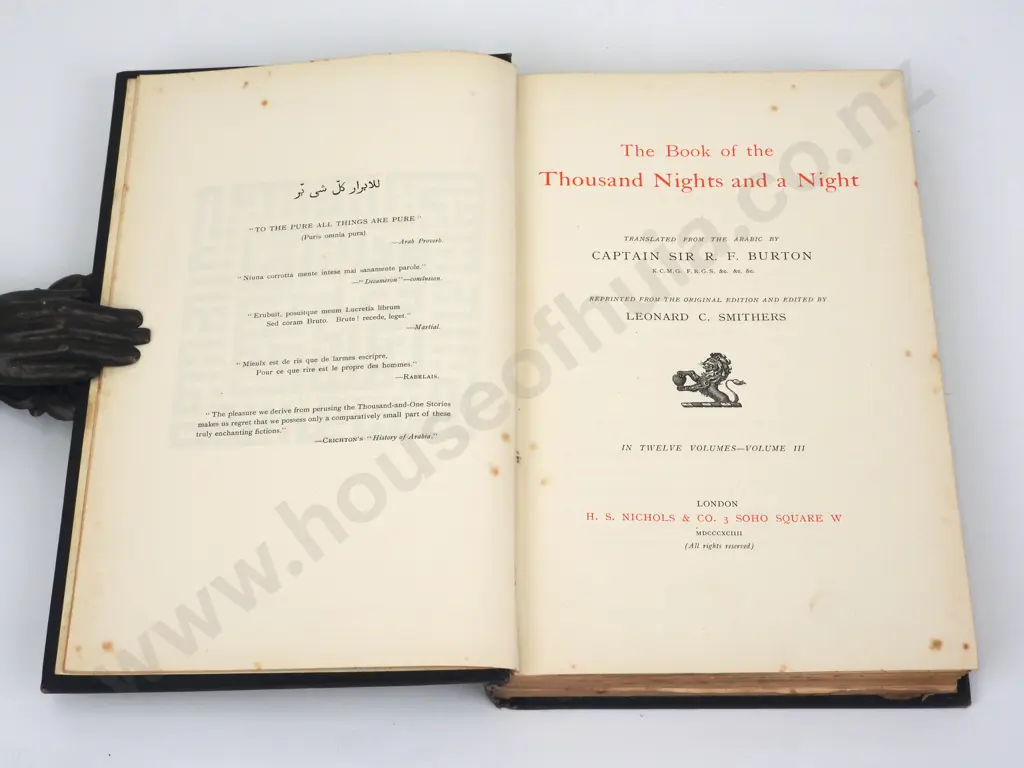 للابرار كلّ شي تبر
"TO THE PURE ALL THINGS ARE PURE"
(Puris omnia pura)
—Arab Proverb.
"Niuna corrotta mente intese mai sanamente parole."
—"Decameron"—conclusion.
"Erubuit, posuitque meum Lucretia librum
Sed coram Bruto. Brute! recede, leget."
—Martial.
"Mieulx est de ris que de larmes escripre,
Pour ce que rire est le propre des hommes."
—RABELAIS.
"The pleasure we derive from perusing the Thousand-and-One Stories
makes us regret that we possess only a comparatively small part of these
truly enchanting fictions."
—CRICHTON'S "History of Arabia."
The Book of the
Thousand Nights and a Night
TRANSLATED FROM THE ARABIC BY
CAPTAIN SIR R. F. BURTON
K.C.M.G. F.R.G.S. &c. &c. &c.
REPRINTED FROM THE ORIGINAL EDITION AND EDITED BY
LEONARD C. SMITHERS
IN TWELVE VOLUMES—VOLUME III
LONDON
H. S. NICHOLS & CO. 3 SOHO SQUARE W
MDCCCXCIIII
(All rights reserved)
www.houseofhuia.co.nz